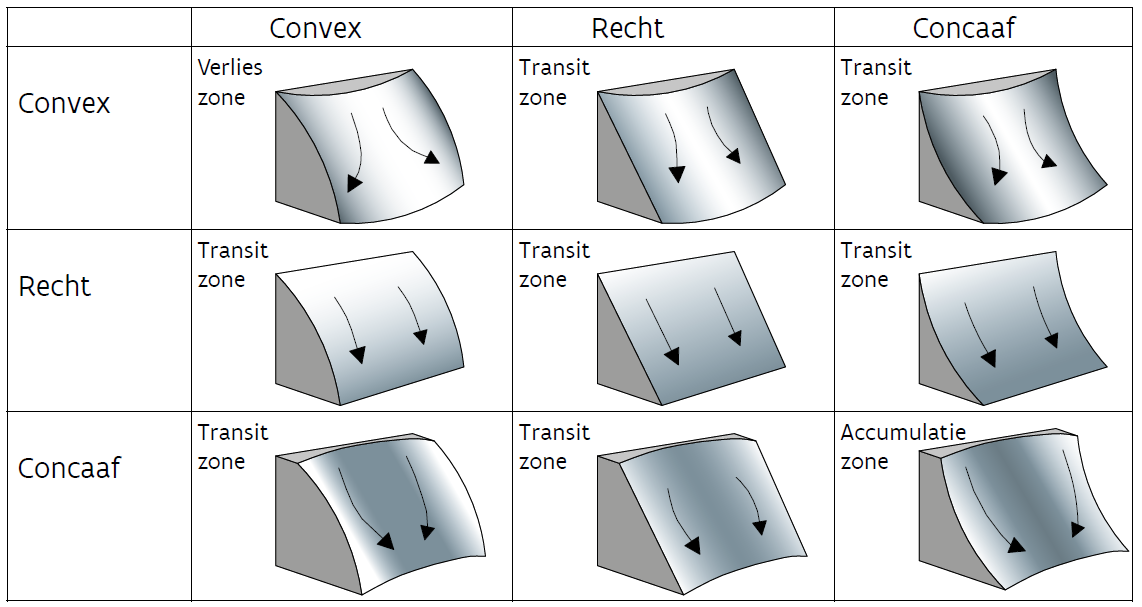 Convex
Recht
Concaaf
Convex
Verlies
zone
Transit
zone
Transit
zone
Recht
Transit
zone
Transit
zone
Transit
zone
Concaaf
Transit
zone
Transit
zone
Accumulatie
zone